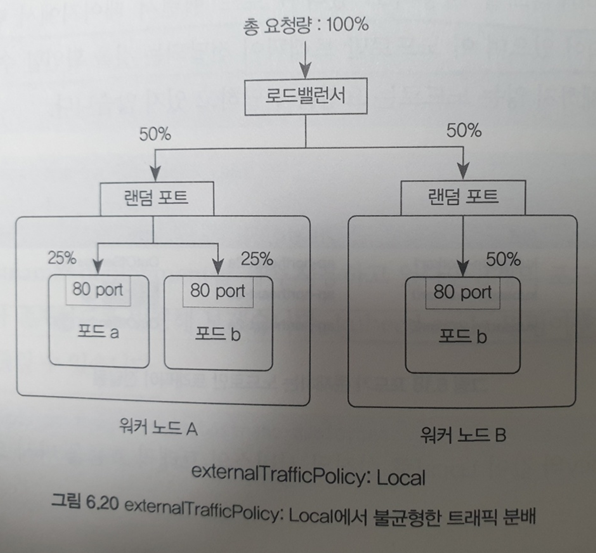 총 요청량 : 100%
로드밸런서
50%
50%
랜덤 포트
랜덤 포트
25%
25%
50%
80 port
80 port
80 port
포드 a
포드 b
포드 b
워커 노드 A
워커 노드 B
externalTrafficPolicy: Local
그림 6.20 externalTrafficPolicy: Local에서 불균형한 트래픽 분배